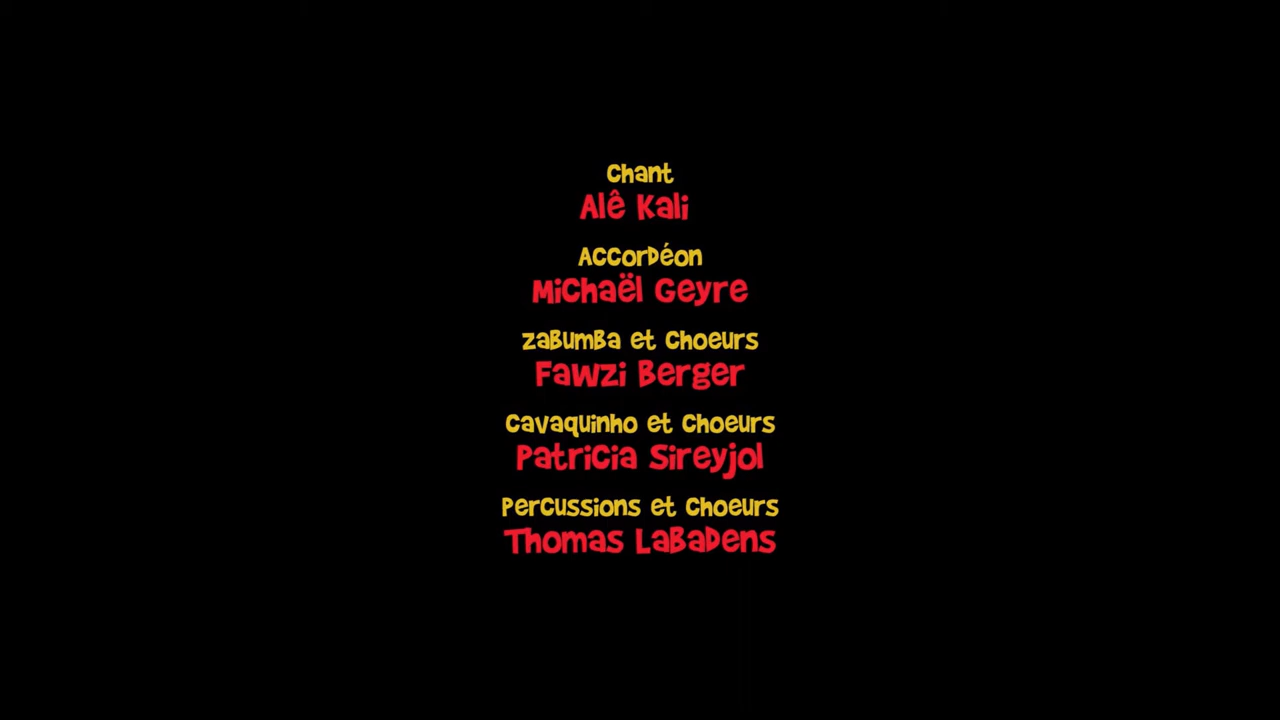 Chant
Alê Kali
Accordéon
Michaël Geyre
Zabumba et Choeurs
Fawzi Berger
Cavaquinho et Choeurs
Patricia Sireyjol
Percussions et Choeurs
Thomas Labadens